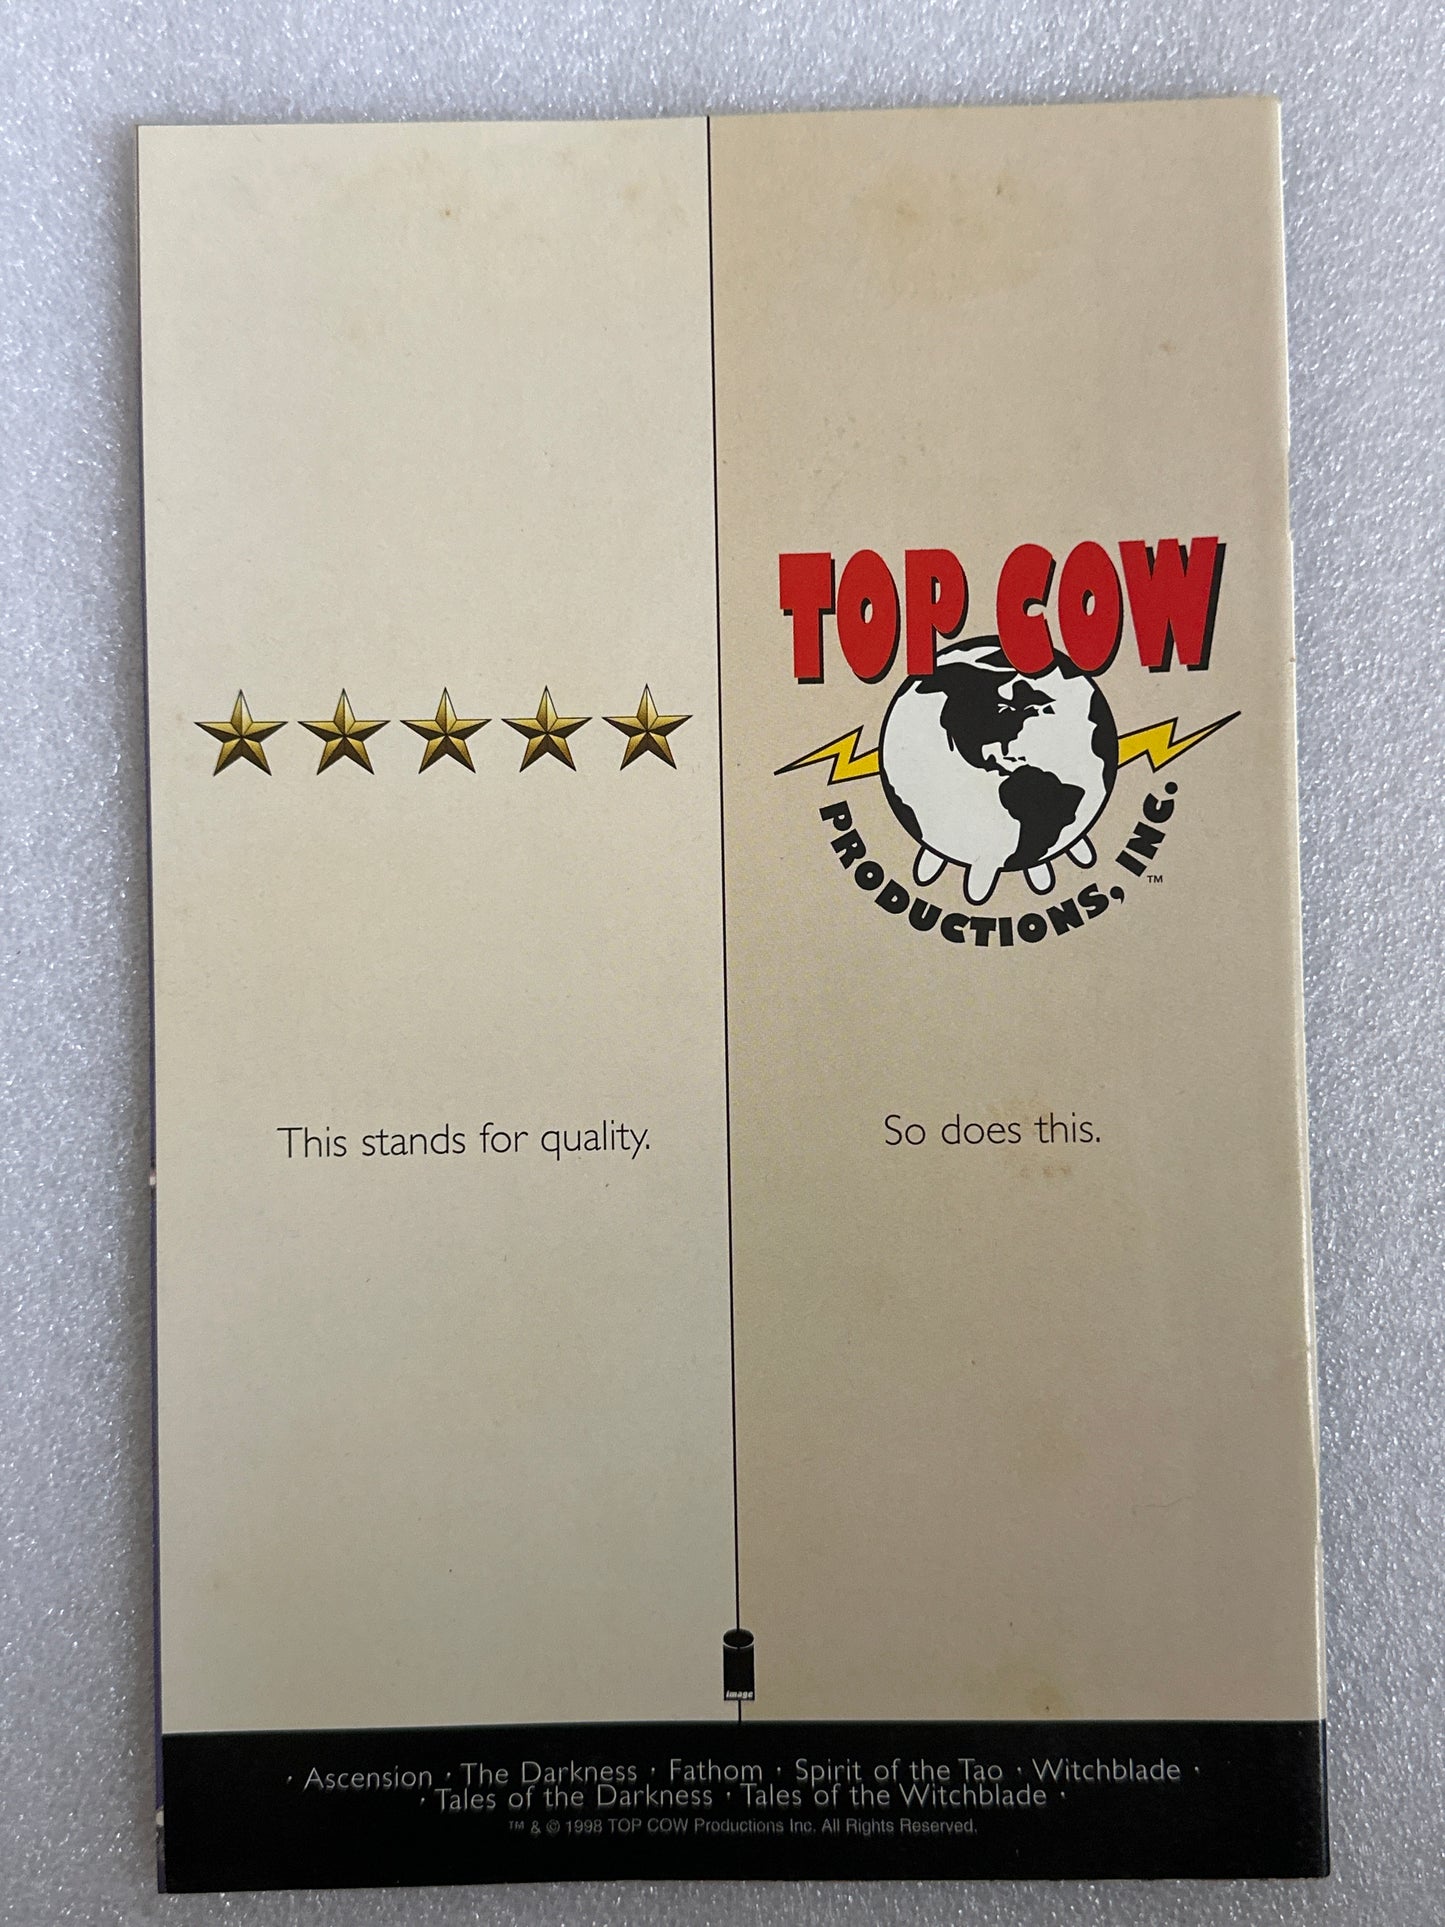 TOP COW
PRODUCTIONS, INC.
™
This stands for quality.
So does this.
image
· Ascension · The Darkness · Fathom · Spirit of the Tao · Witchblade ·
· Tales of the Darkness · Tales of the Witchblade ·
™ & © 1998 TOP COW Productions Inc. All Rights Reserved.